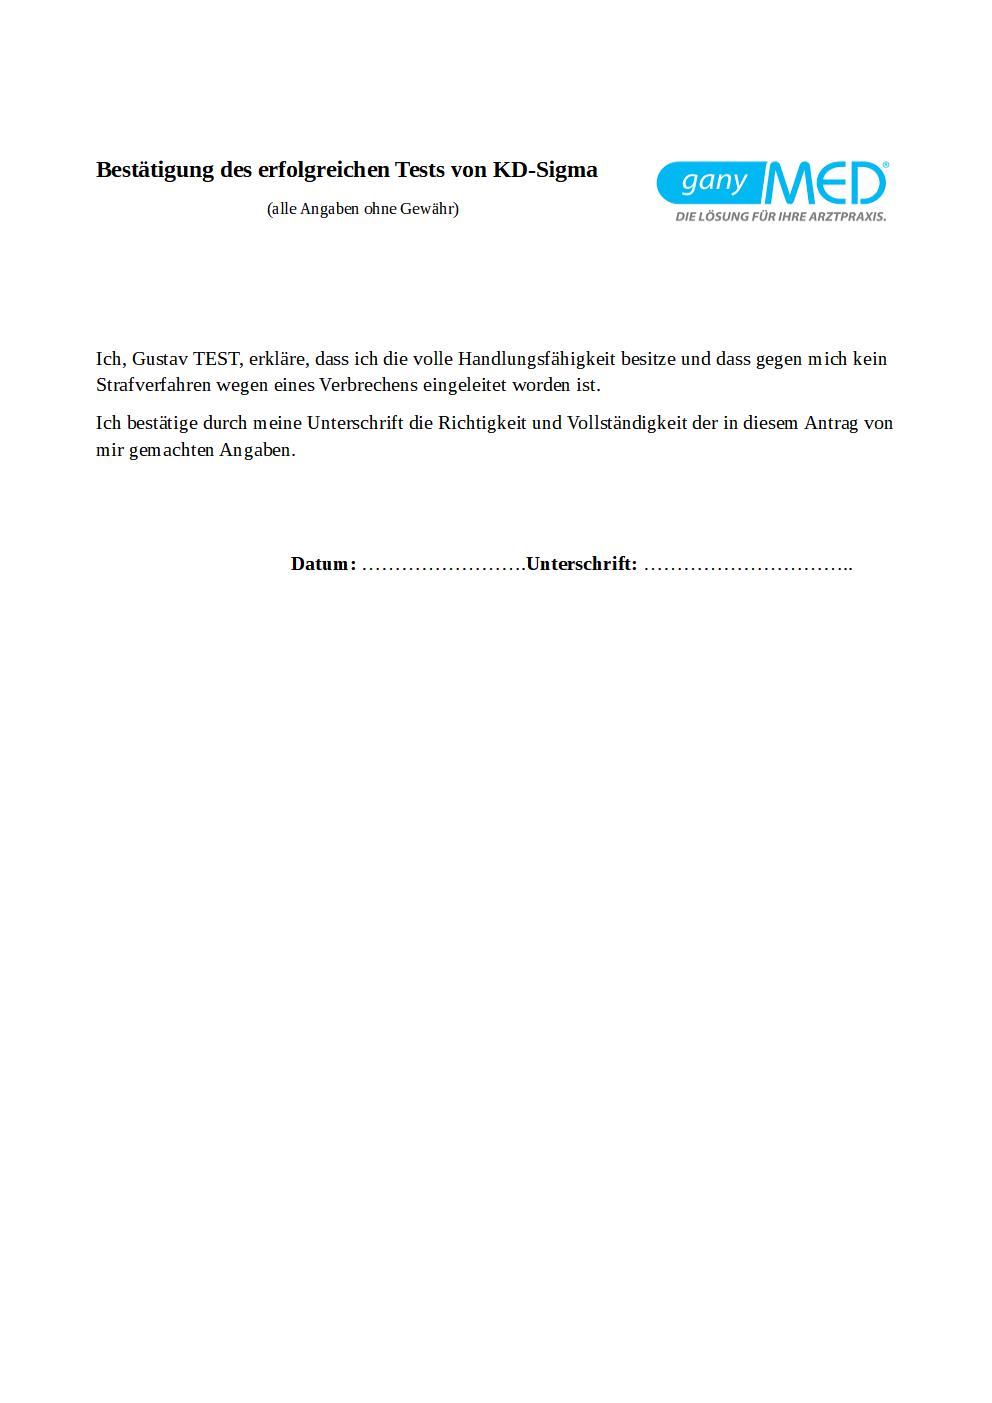 Bestätigung des erfolgreichen Tests von KD-Sigma
(alle Angaben ohne Gewähr)
gany MED®
DIE LÖSUNG FÜR IHRE ARZTPRAXIS.
Ich, Gustav TEST, erkläre, dass ich die volle Handlungsfähigkeit besitze und dass gegen mich kein
Strafverfahren wegen eines Verbrechens eingeleitet worden ist.
Ich bestätige durch meine Unterschrift die Richtigkeit und Vollständigkeit der in diesem Antrag von
mir gemachten Angaben.
Datum: …………………….Unterschrift: …………………………..